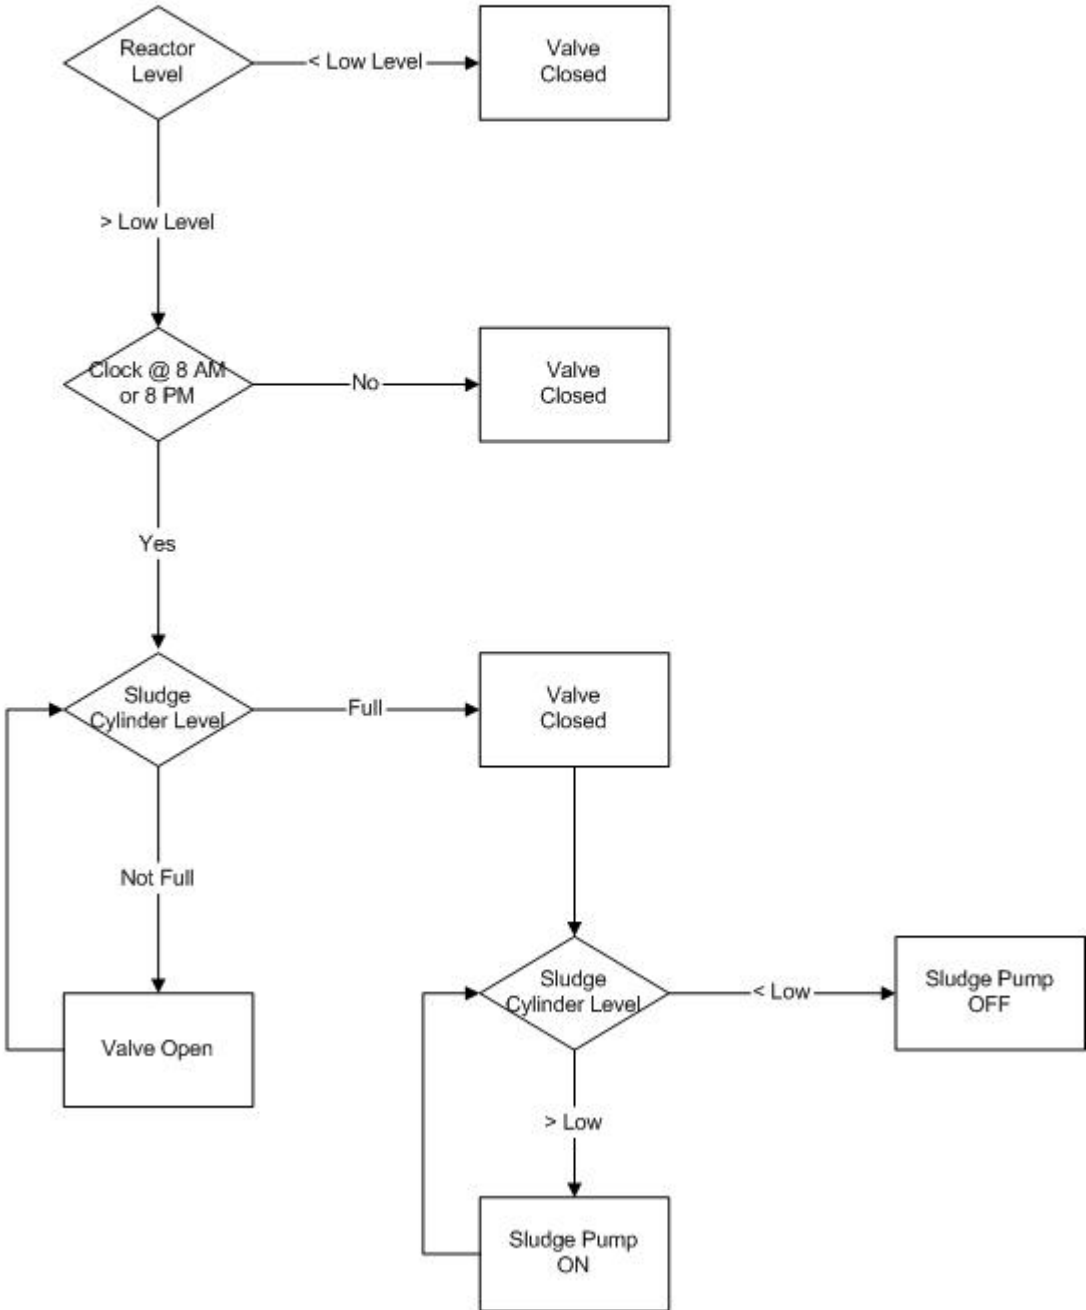 Reactor
Level
< Low Level
Valve
Closed
> Low Level
Clock @ 8 AM
or 8 PM
No
Valve
Closed
Yes
Sludge
Cylinder Level
Full
Valve
Closed
Not Full
Valve Open
Sludge
Cylinder Level
< Low
Sludge Pump
OFF
> Low
Sludge Pump
ON